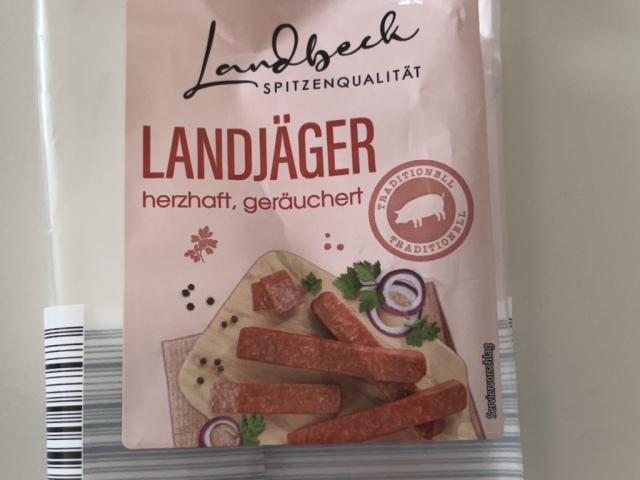 Landbeck
SPITZENQUALITÄT
LANDJÄGER
herzhaft, geräuchert
TRADITIONELL
TRADITIONELL
Serviervorschlag